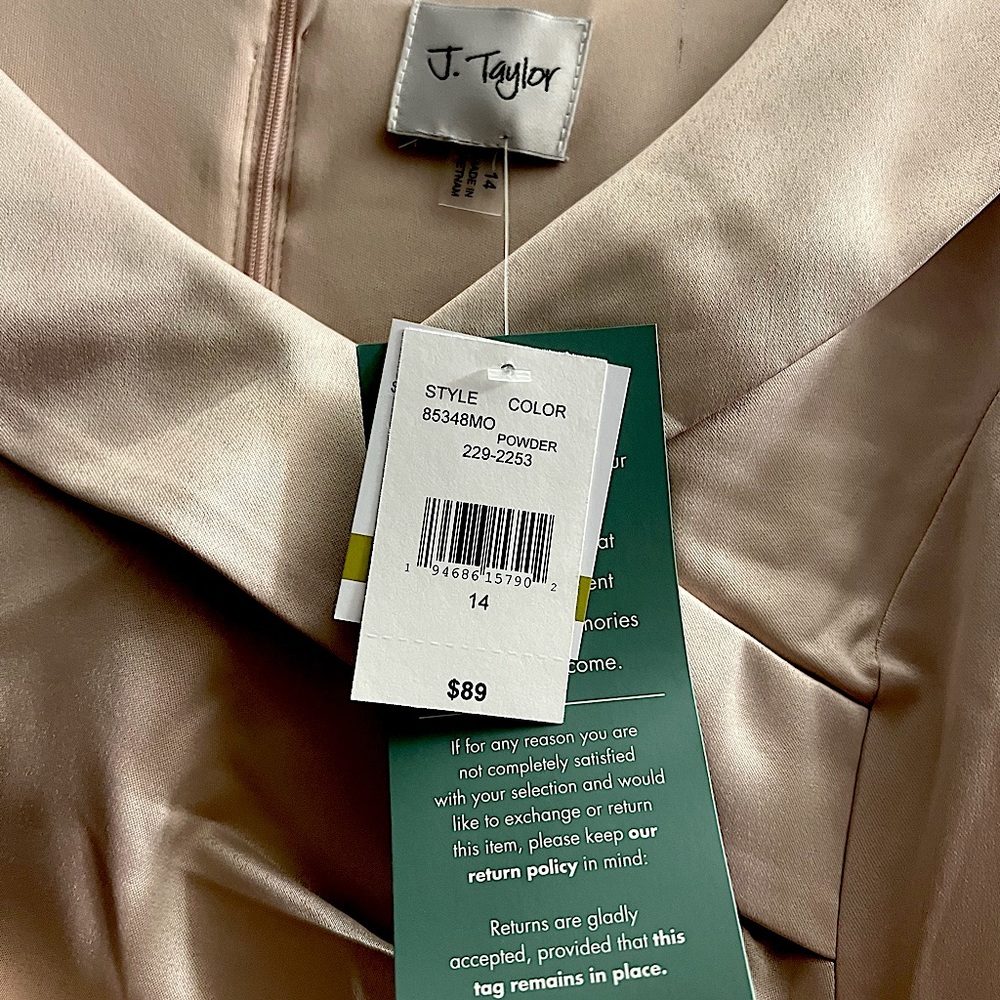 J. Taylor
14
MADE IN
VIETNAM
STYLE COLOR
85348MO
POWDER
229-2253
1 94686 15790 2
14
$89
ur
at
ent
mories
come.
If for any reason you are
not completely satisfied
with your selection and would
like to exchange or return
this item, please keep our
return policy in mind:
Returns are gladly
accepted, provided that this
tag remains in place.